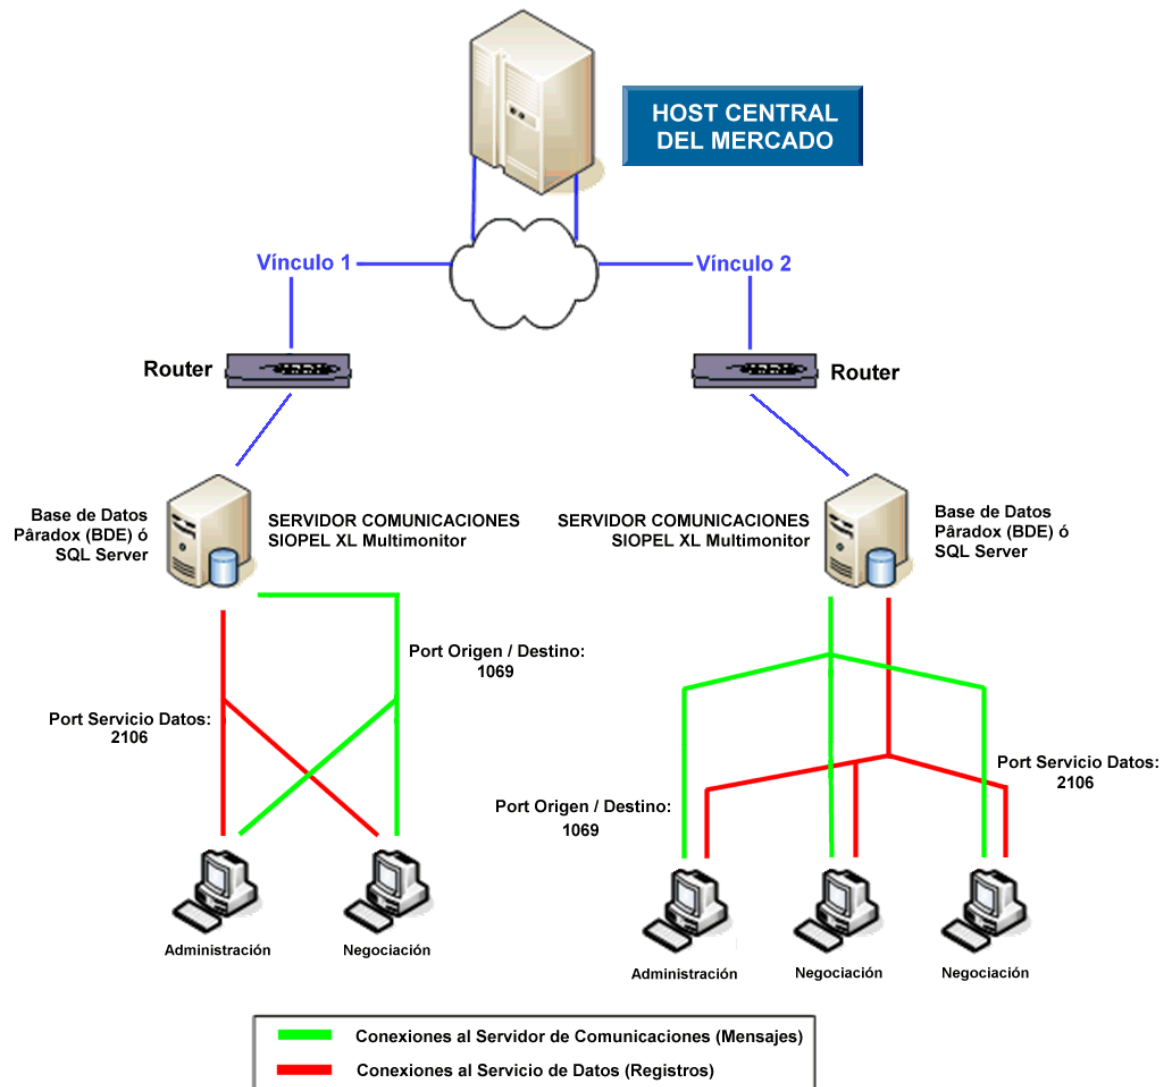 HOST CENTRAL
DEL MERCADO
Vínculo 1
Vínculo 2
Router
Router
Base de Datos
Pâradox (BDE) ó
SQL Server
SERVIDOR COMUNICACIONES
SIOPEL XL Multimonitor
SERVIDOR COMUNICACIONES
SIOPEL XL Multimonitor
Base de Datos
Pâradox (BDE) ó
SQL Server
Port Origen / Destino:
1069
Port Servicio Datos:
2106
Port Servicio Datos:
2106
Port Origen / Destino:
1069
Administración
Negociación
Administración
Negociación
Negociación
Conexiones al Servidor de Comunicaciones (Mensajes)
Conexiones al Servicio de Datos (Registros)